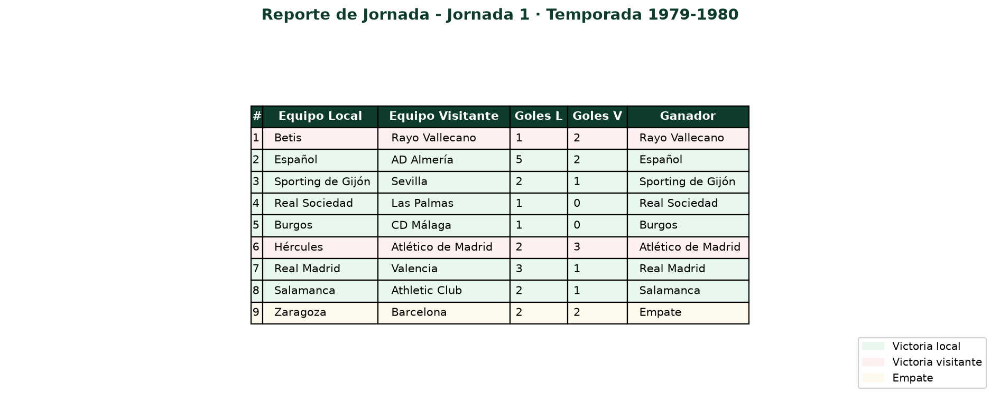 Reporte de Jornada - Jornada 1 · Temporada 1979-1980
# Equipo Local Equipo Visitante Goles L Goles V Ganador
1 Betis Rayo Vallecano 1 2 Rayo Vallecano
2 Español AD Almería 5 2 Español
3 Sporting de Gijón Sevilla 2 1 Sporting de Gijón
4 Real Sociedad Las Palmas 1 0 Real Sociedad
5 Burgos CD Málaga 1 0 Burgos
6 Hércules Atlético de Madrid 2 3 Atlético de Madrid
7 Real Madrid Valencia 3 1 Real Madrid
8 Salamanca Athletic Club 2 1 Salamanca
9 Zaragoza Barcelona 2 2 Empate
Victoria local
Victoria visitante
Empate